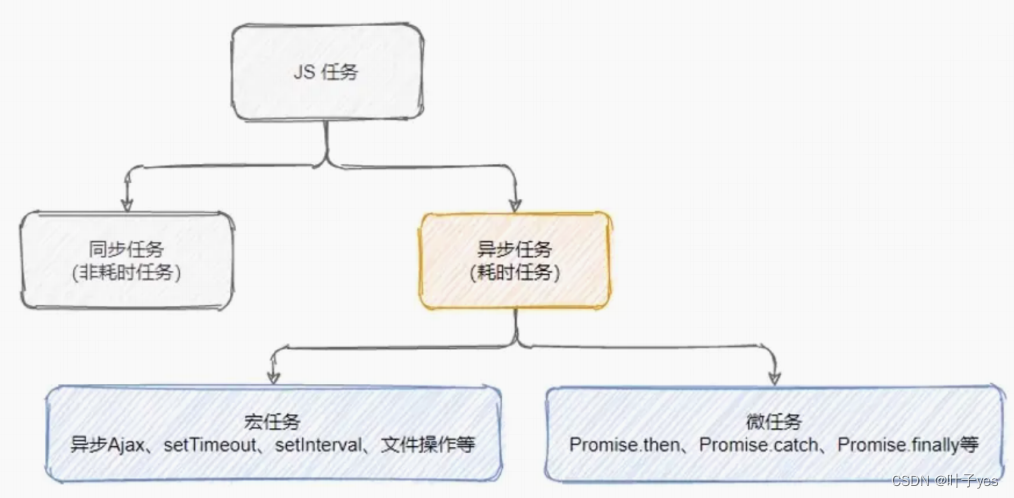 JS 任务
同步任务
(非耗时任务)
异步任务
(耗时任务)
宏任务
异步Ajax、setTimeout、setInterval、文件操作等
微任务
Promise.then、Promise.catch、Promise.finally等
CSDN @叶子yes